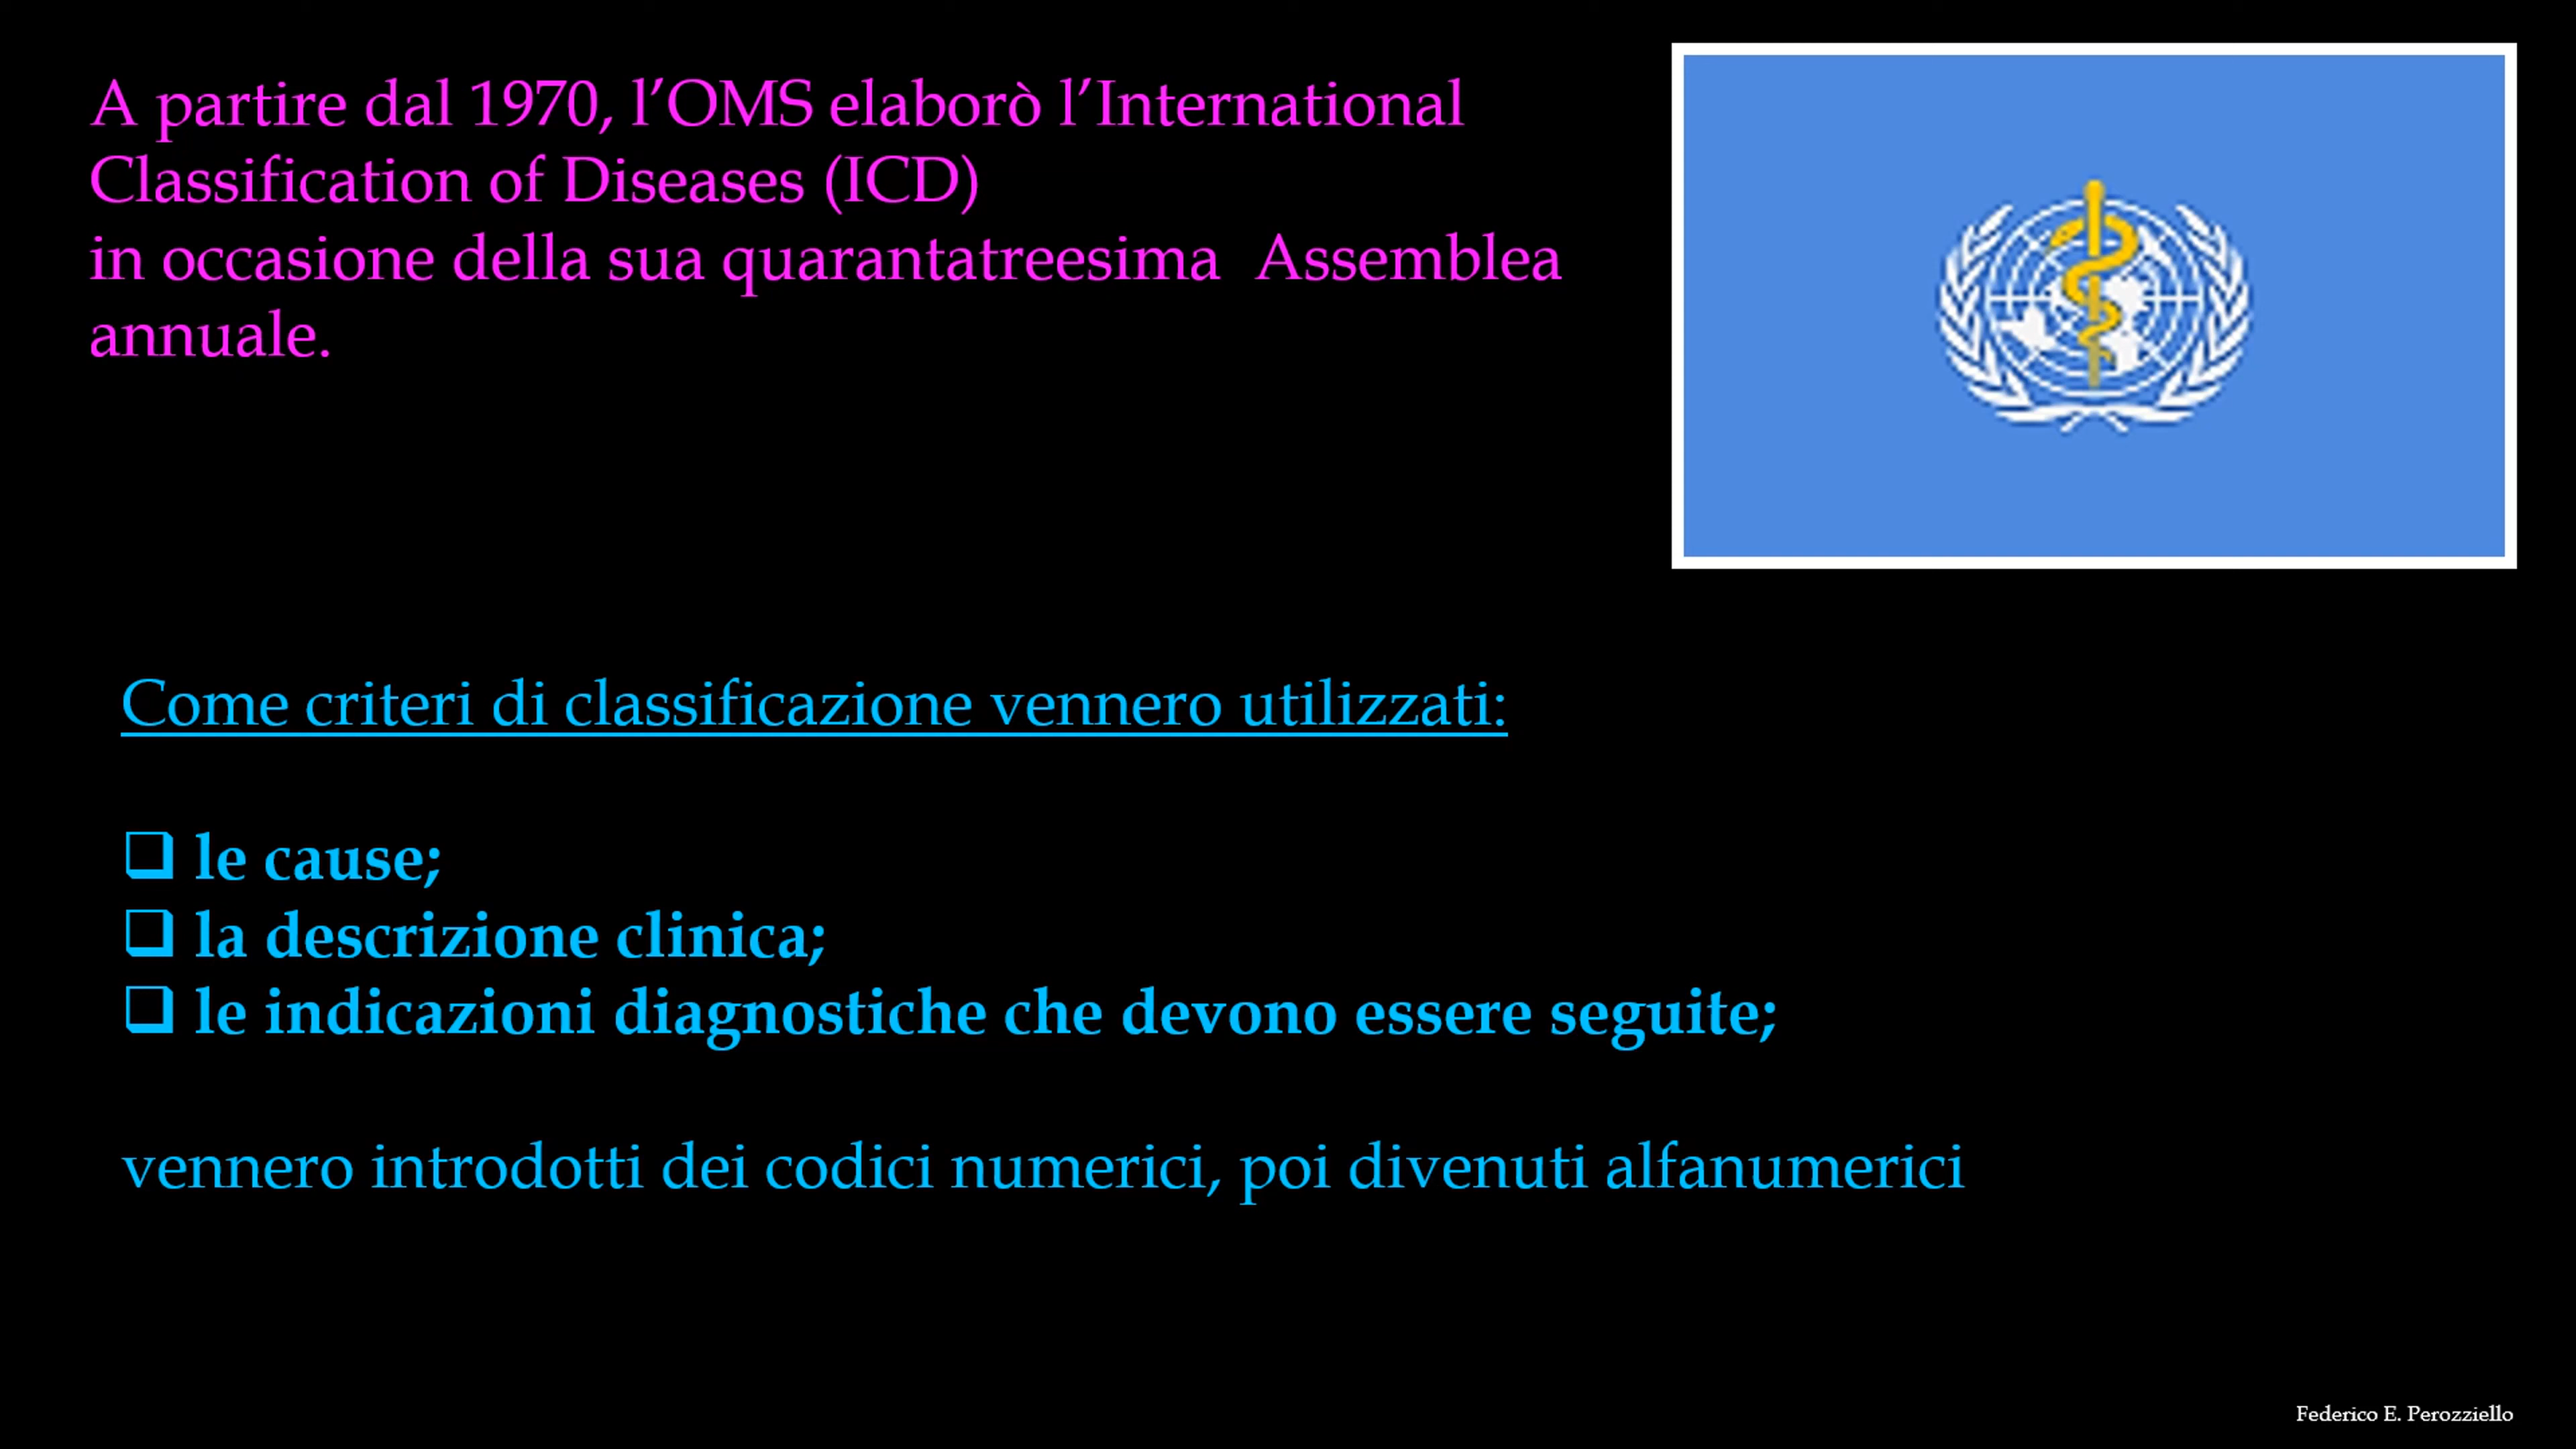 A partire dal 1970, l’OMS elaborò l’International
Classification of Diseases (ICD)
in occasione della sua quarantatreesima Assemblea
annuale.
Come criteri di classificazione vennero utilizzati:
❑ le cause;
❑ la descrizione clinica;
❑ le indicazioni diagnostiche che devono essere seguite;
vennero introdotti dei codici numerici, poi divenuti alfanumerici
Federico E. Perozziello